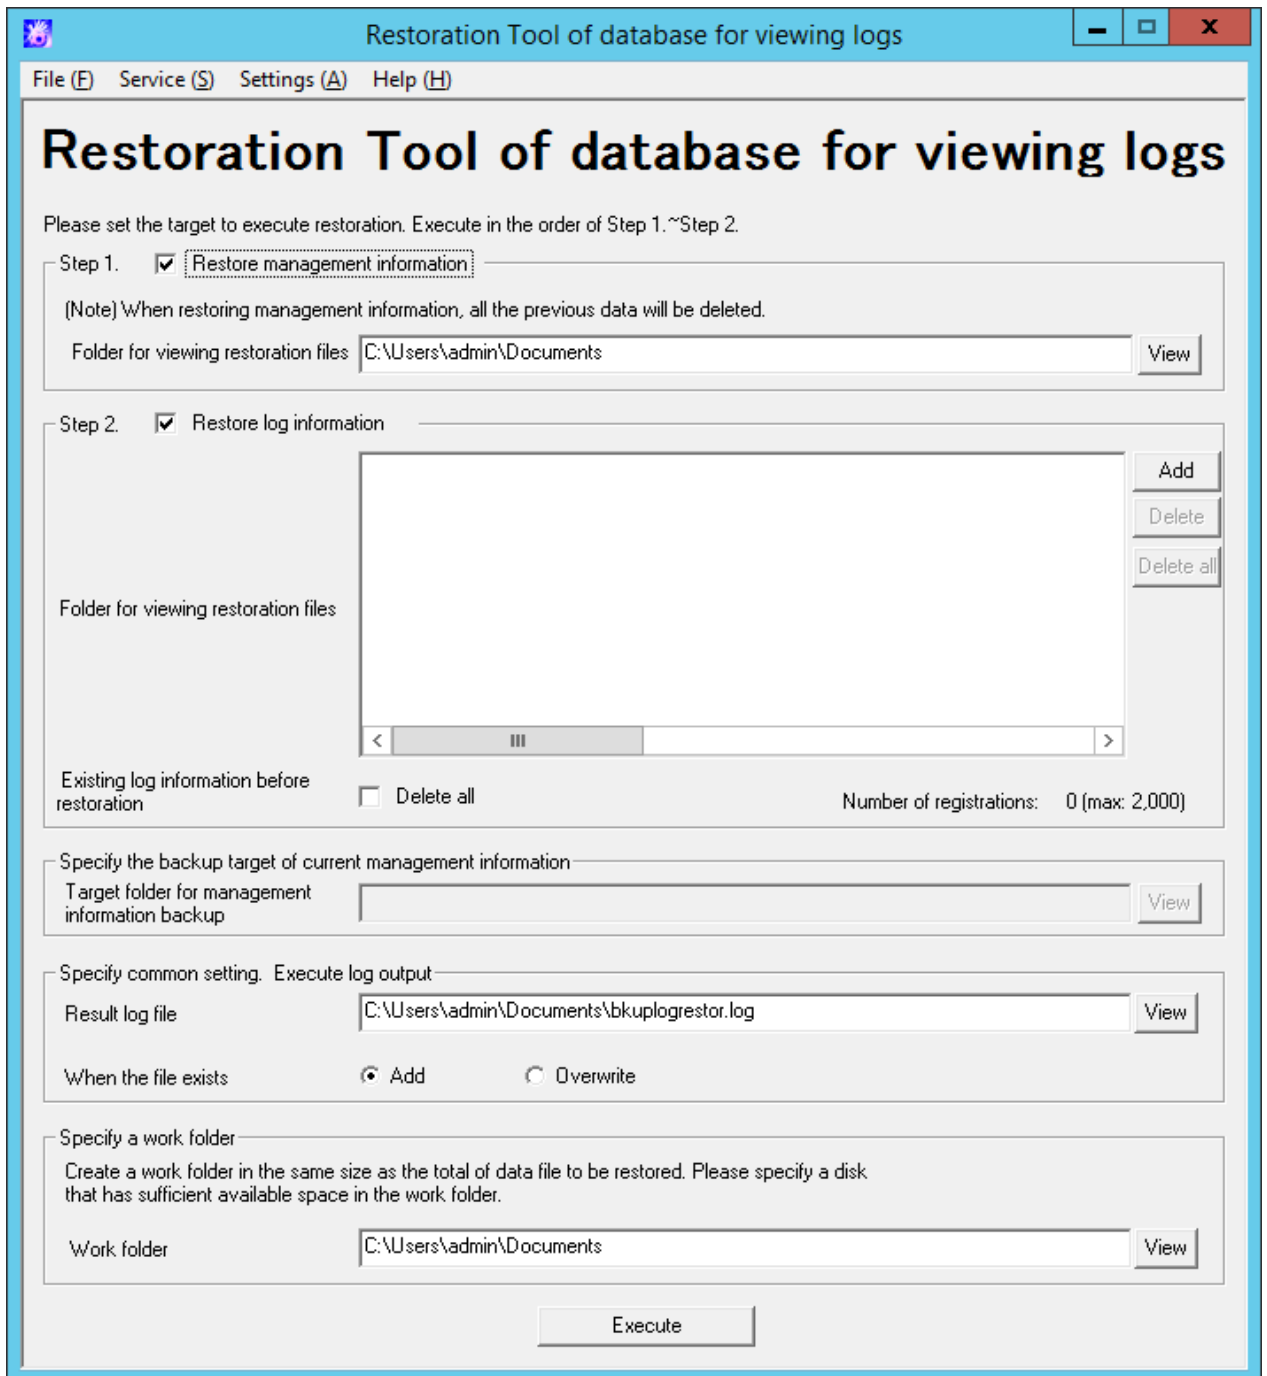 Restoration Tool of database for viewing logs
File (F) Service (S) Settings (A) Help (H)
Restoration Tool of database for viewing logs
Please set the target to execute restoration. Execute in the order of Step 1.~Step 2.
Step 1. Restore management information
(Note) When restoring management information, all the previous data will be deleted.
Folder for viewing restoration files C:\Users\admin\Documents View
Step 2. Restore log information
Add
Delete
Delete all
Folder for viewing restoration files
Existing log information before
restoration
Delete all
Number of registrations: 0 (max: 2,000)
Specify the backup target of current management information
Target folder for management
information backup
View
Specify common setting. Execute log output
Result log file C:\Users\admin\Documents\bkuplogrestor.log View
When the file exists Add Overwrite
Specify a work folder
Create a work folder in the same size as the total of data file to be restored. Please specify a disk
that has sufficient available space in the work folder.
Work folder C:\Users\admin\Documents View
Execute